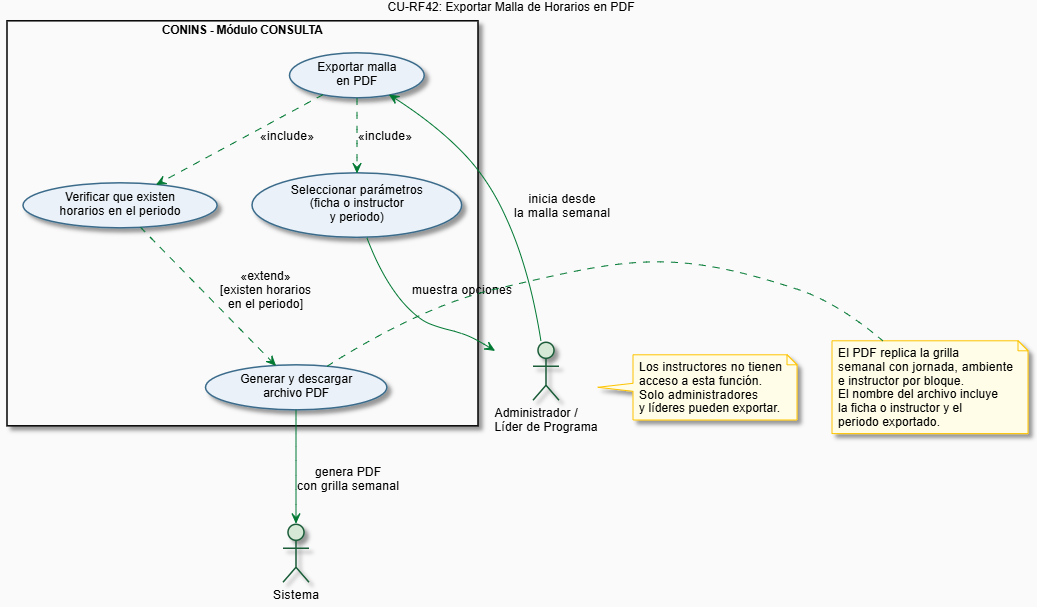 CU-RF42: Exportar Malla de Horarios en PDF
CONINS - Módulo CONSULTA
Exportar malla
en PDF
«include»
«include»
Verificar que existen
horarios en el periodo
Seleccionar parámetros
(ficha o instructor
y periodo)
inicia desde
la malla semanal
«extend»
[existen horarios
en el periodo]
muestra opciones
Generar y descargar
archivo PDF
Administrador /
Líder de Programa
Los instructores no tienen
acceso a esta función.
Solo administradores
y líderes pueden exportar.
El PDF replica la grilla
semanal con jornada, ambiente
e instructor por bloque.
El nombre del archivo incluye
la ficha o instructor y el
periodo exportado.
genera PDF
con grilla semanal
Sistema